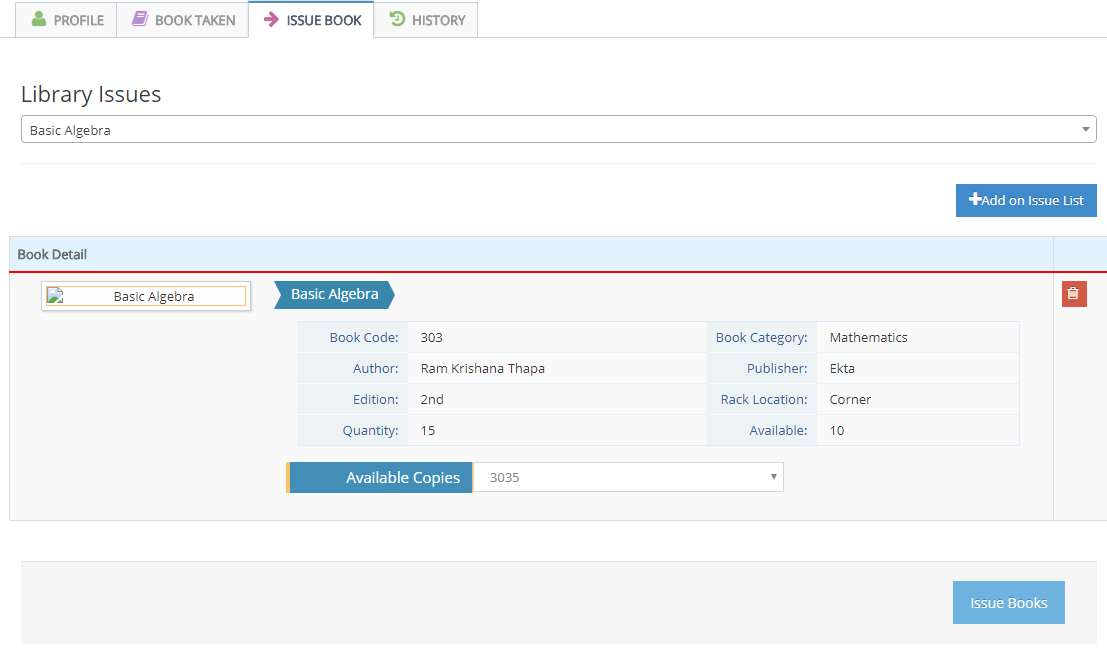 PROFILE BOOK TAKEN ISSUE BOOK HISTORY
Library Issues
Basic Algebra
Add on Issue List
Book Detail
Basic Algebra Basic Algebra
Book Code: 303 Book Category: Mathematics
Author: Ram Krishana Thapa Publisher: Ekta
Edition: 2nd Rack Location: Corner
Quantity: 15 Available: 10
Available Copies 3035
Issue Books